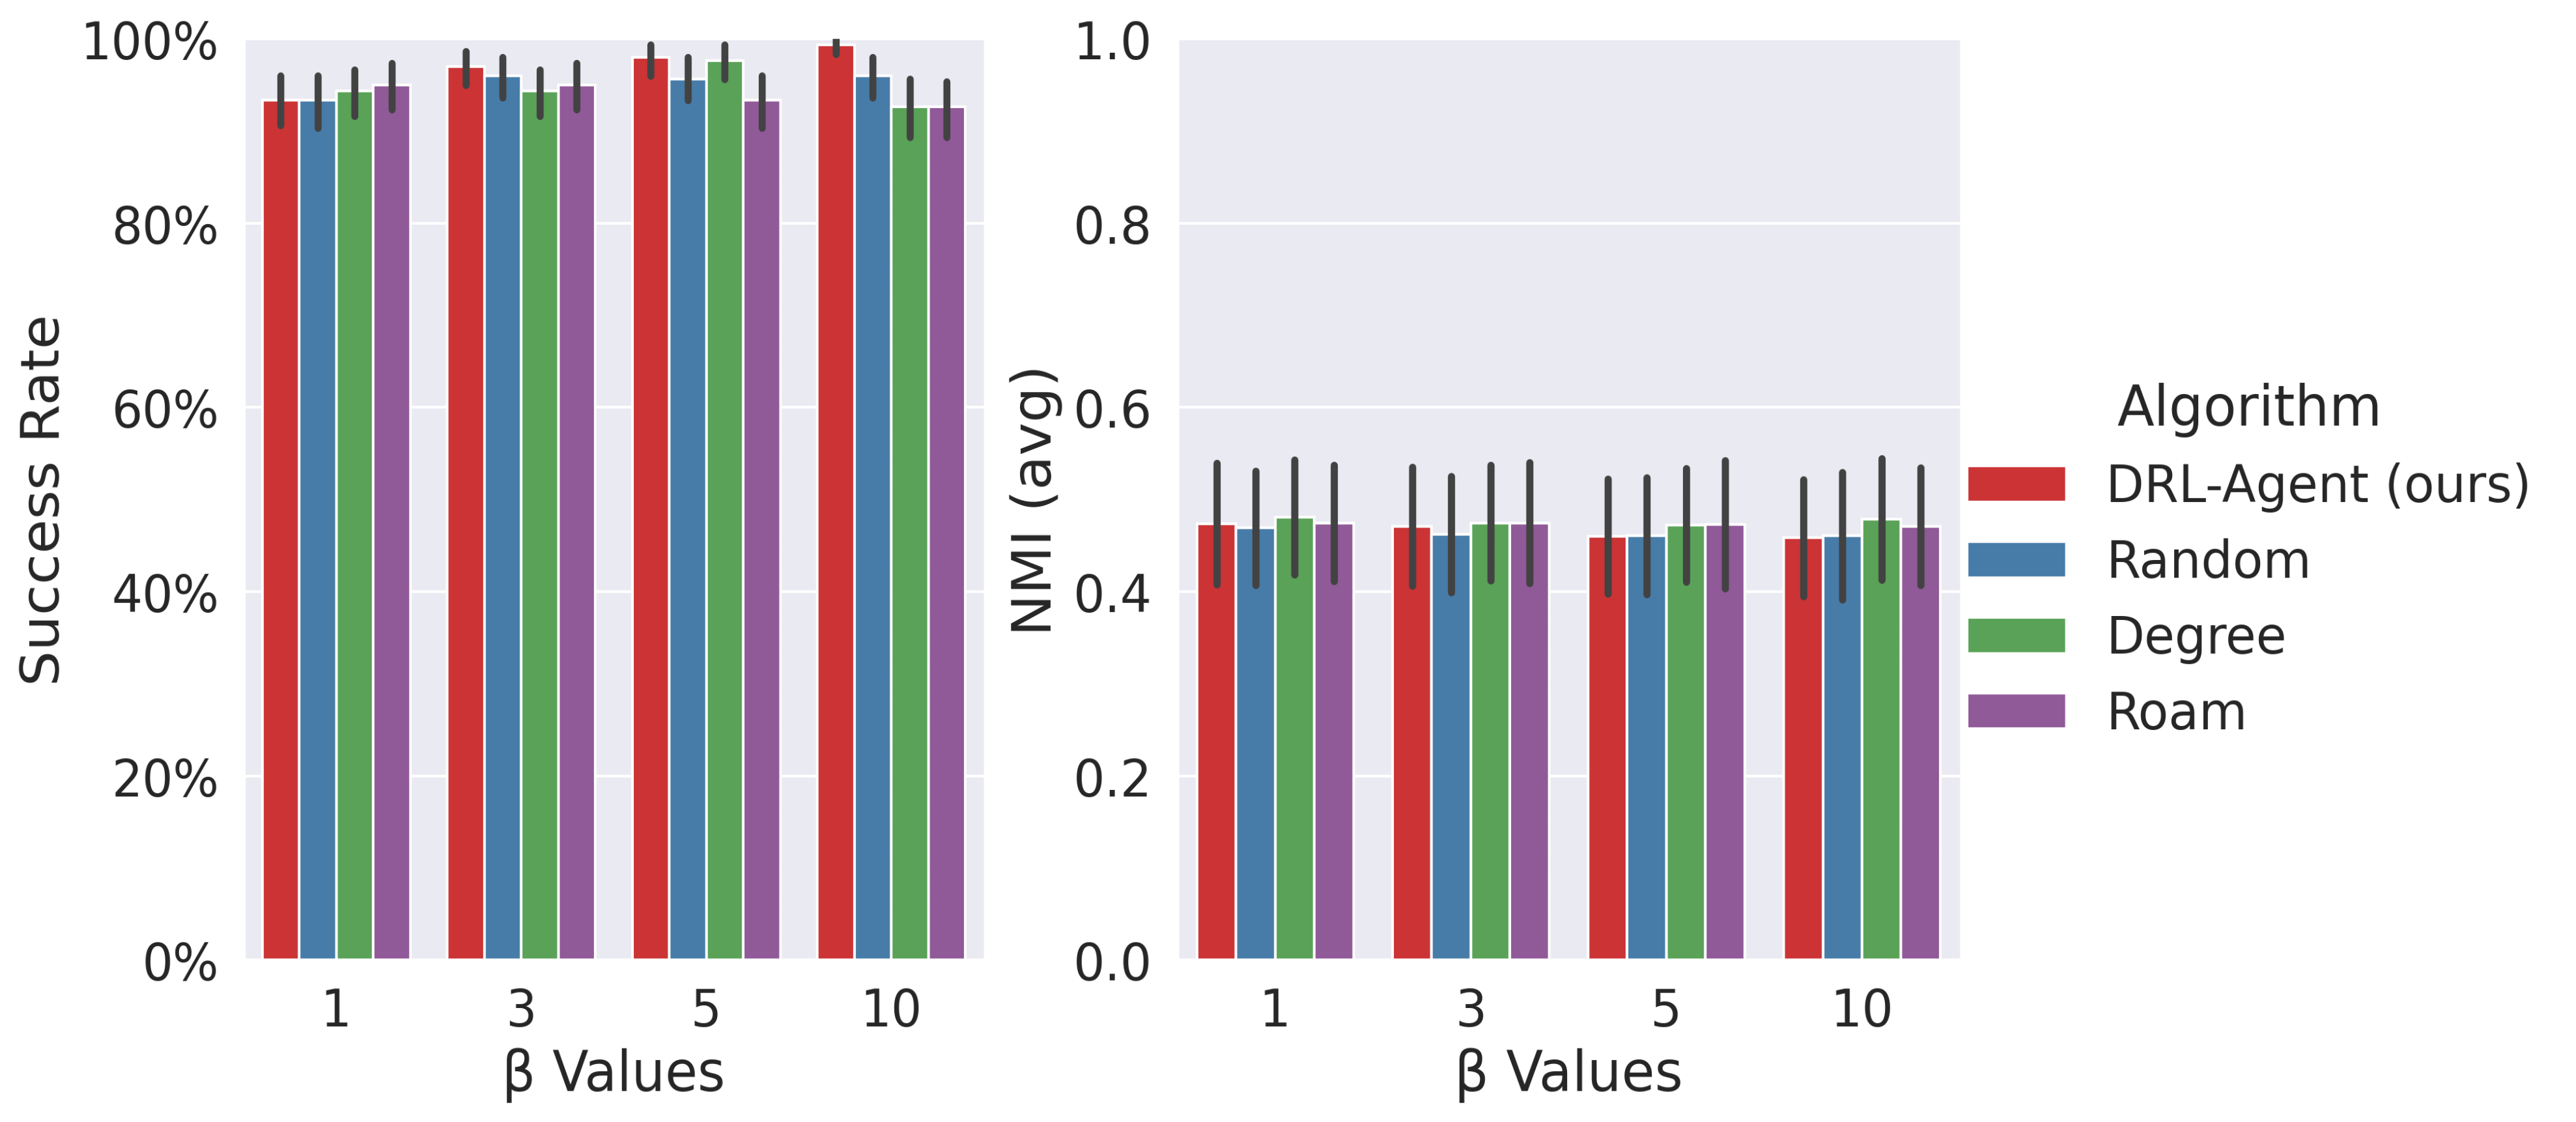 100%
80%
60%
40%
20%
0%
Success Rate
1 3 5 10
β Values
1.0
0.8
0.6
0.4
0.2
0.0
NMI (avg)
1 3 5 10
β Values
Algorithm
DRL-Agent (ours)
Random
Degree
Roam